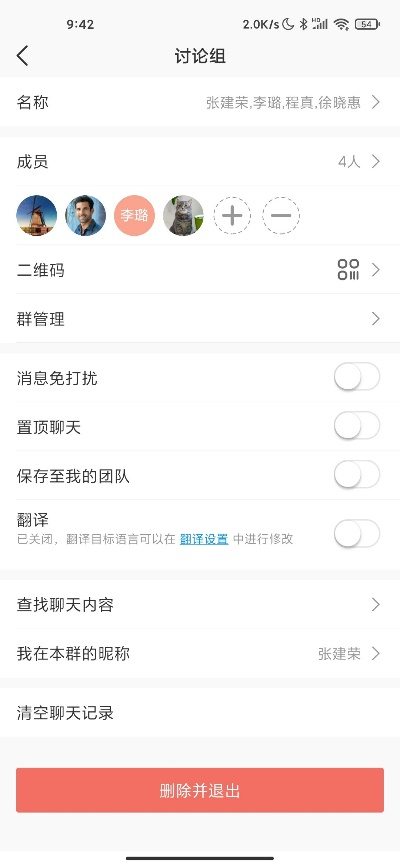 9:42
2.0K/s HD 54
讨论组
名称
张建荣,李璐,程真,徐晓惠
成员
4人
李璐
二维码
群管理
消息免打扰
置顶聊天
保存至我的团队
翻译
已关闭，翻译目标语言可以在 翻译设置 中进行修改
查找聊天内容
我在本群的昵称
张建荣
清空聊天记录
删除并退出